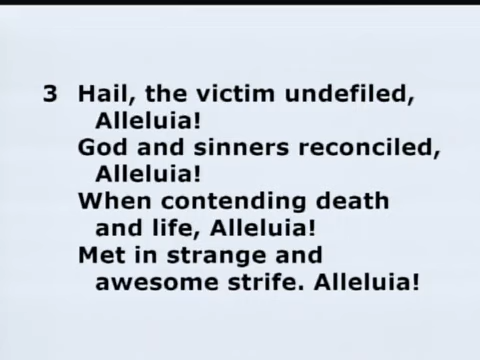 3 Hail, the victim undefiled,
Alleluia!
God and sinners reconciled,
Alleluia!
When contending death
and life, Alleluia!
Met in strange and
awesome strife. Alleluia!